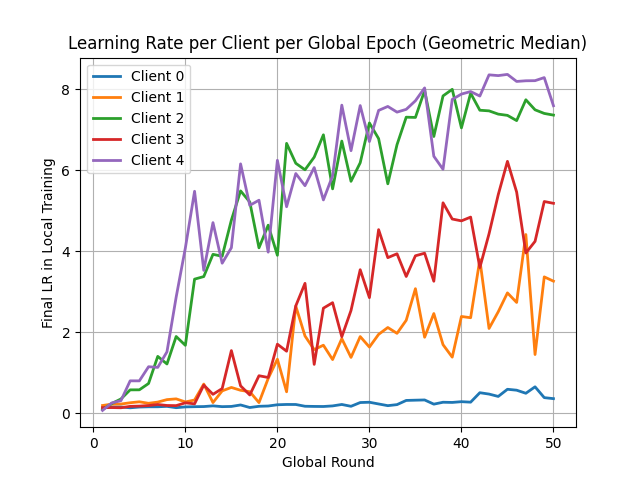 Learning Rate per Client per Global Epoch (Geometric Median)
Client 0
Client 1
Client 2
Client 3
Client 4
Final LR in Local Training
8
6
4
2
0
0 10 20 30 40 50
Global Round